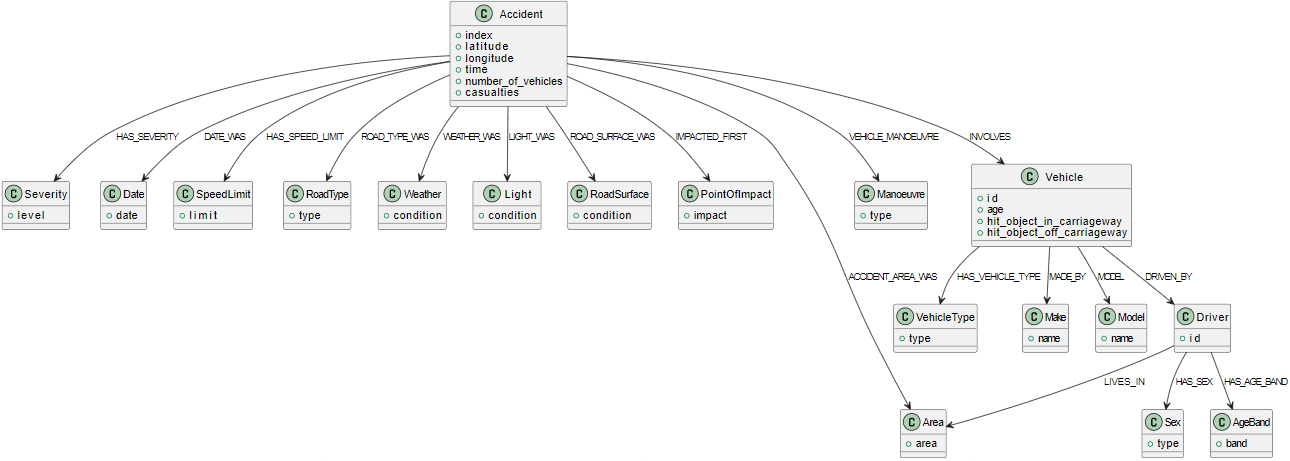 C Accident
index
latitude
longitude
time
number_of_vehicles
casualties
HAS_SEVERITY
DATE_WAS
HAS_SPEED_LIMIT
ROAD_TYPE_WAS
WEATHER_WAS
LIGHT_WAS
ROAD_SURFACE_WAS
IMPACTED_FIRST
VEHICLE_MANOEUVRE
INVOLVES
C Severity
level
C Date
date
C SpeedLimit
limit
C RoadType
type
C Weather
condition
C Light
condition
C RoadSurface
condition
C PointOfImpact
impact
C Manoeuvre
type
C Vehicle
id
age
hit_object_in_carriageway
hit_object_off_carriageway
ACCIDENT_AREA_WAS
HAS_VEHICLE_TYPE
MADE_BY
MODEL
DRIVEN_BY
C VehicleType
type
C Make
name
C Model
name
C Driver
id
LIVES_IN
HAS_SEX
HAS_AGE_BAND
C Area
area
C Sex
type
C AgeBand
band